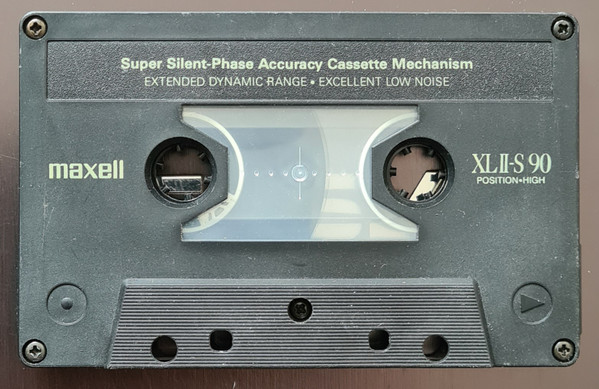 Super Silent-Phase Accuracy Cassette Mechanism
EXTENDED DYNAMIC RANGE • EXCELLENT LOW NOISE
maxell
XLII-S 90
POSITION•HIGH